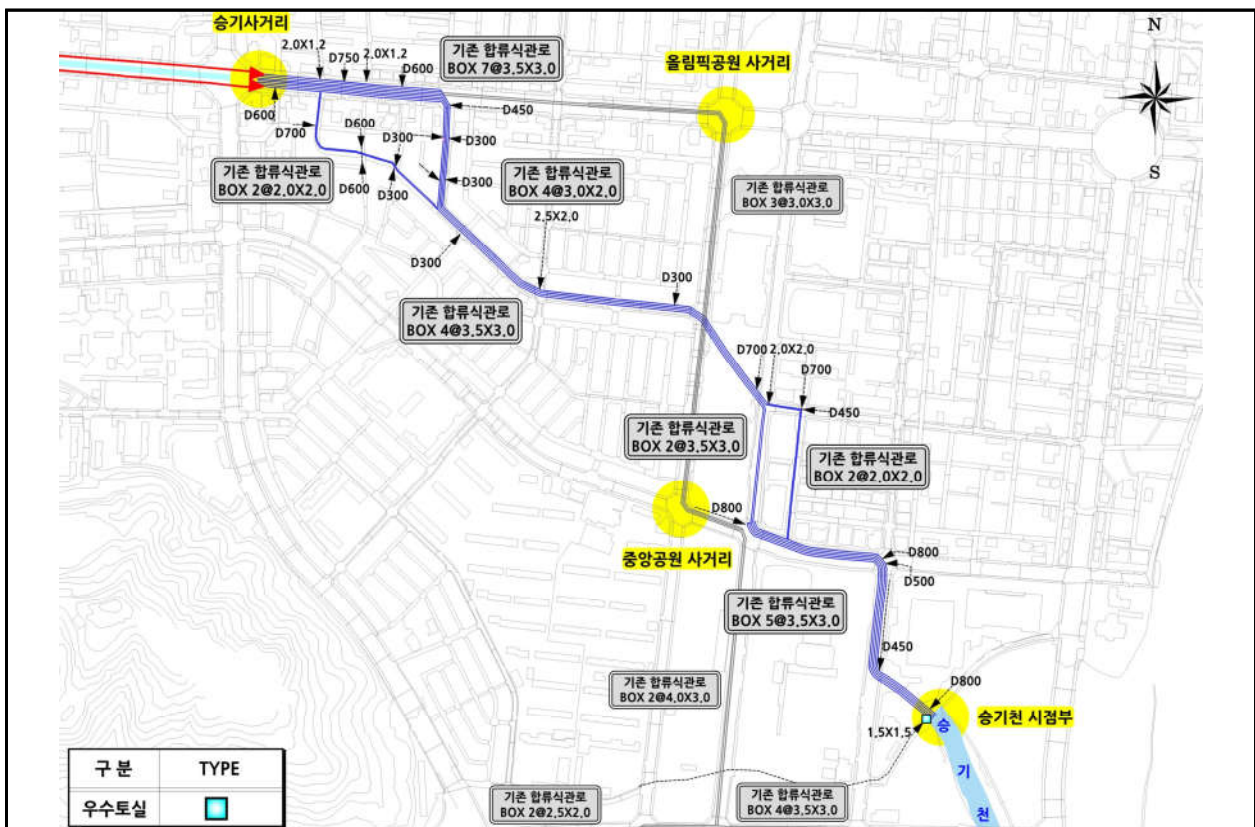 승기사거리
2.0X1.2
D750
2.0X1.2
D600
기존 합류식관로
BOX 7@3.5X3.0
올림픽공원 사거리
N
S
D600
D700
D600
D300
D450
D300
기존 합류식관로
BOX 2@2.0X2.0
D600
D300
D300
기존 합류식관로
BOX 4@3.0X2.0
기존 합류식관로
BOX 3@3.0X3.0
2.5X2.0
D300
D300
기존 합류식관로
BOX 4@3.5X3.0
D700
2.0X2.0
D700
D450
기존 합류식관로
BOX 2@3.5X3.0
기존 합류식관로
BOX 2@2.0X2.0
D800
중앙공원 사거리
D800
D500
기존 합류식관로
BOX 5@3.5X3.0
D450
기존 합류식관로
BOX 2@4.0X3.0
D800
승기천 시점부
1.5X1.5
승
기
천
구 분 TYPE
우수토실
기존 합류식관로
BOX 2@2.5X2.0
기존 합류식관로
BOX 4@3.5X3.0